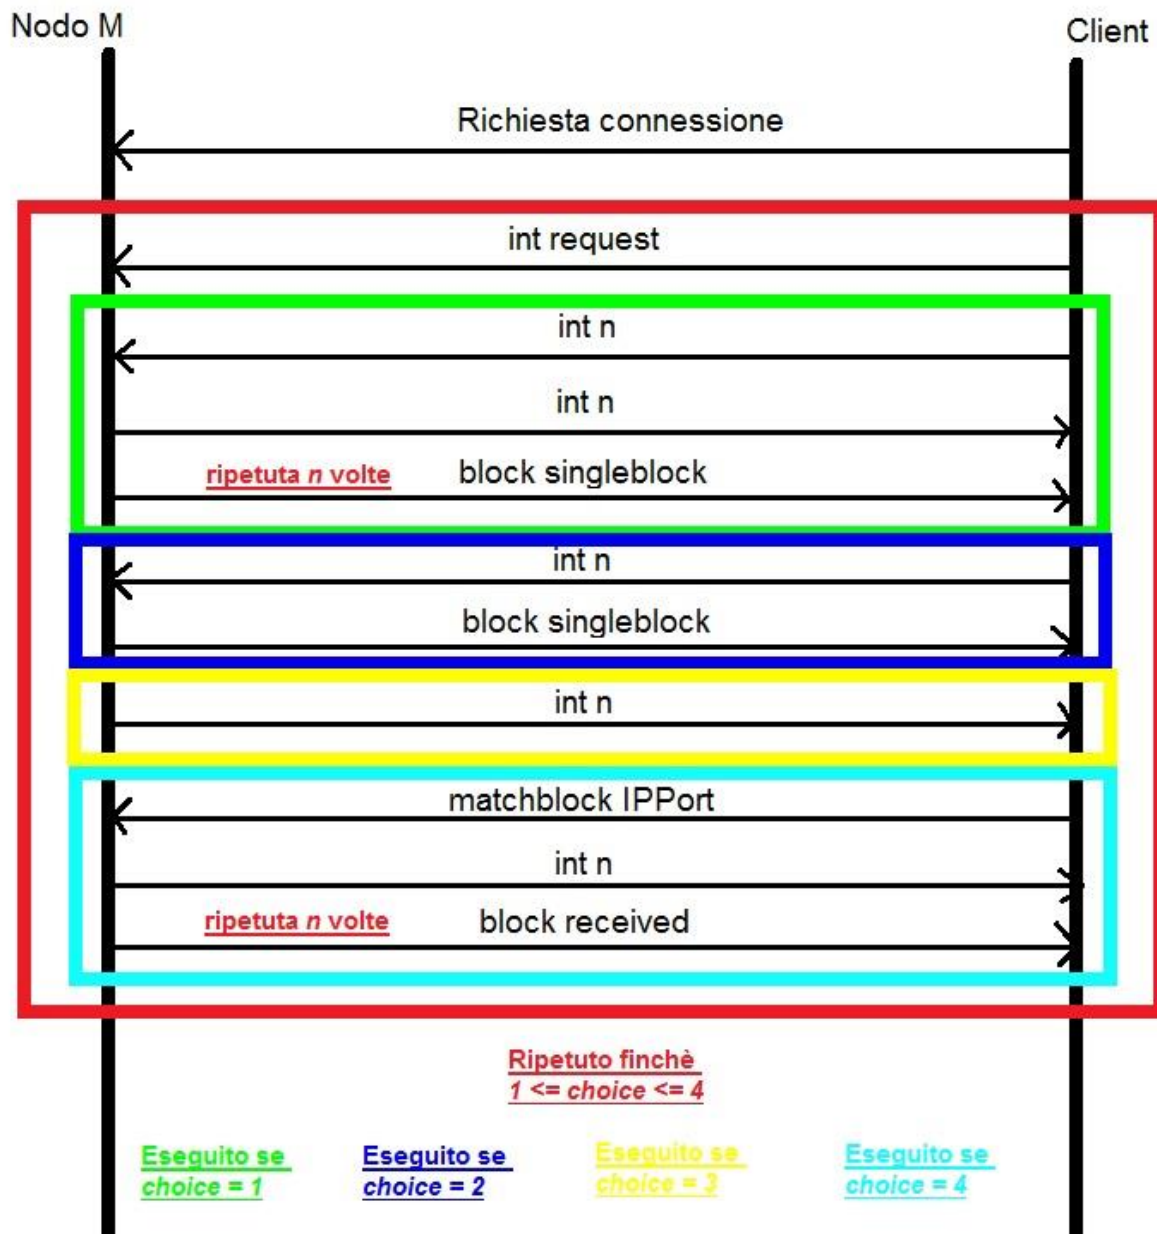 Nodo M
Client
Richiesta connessione
int request
int n
int n
ripetuta n volte
block singleblock
int n
block singleblock
int n
matchblock IPPort
int n
ripetuta n volte
block received
Ripetuto finchè
1 <= choice <= 4
Eseguito se
choice = 1
Eseguito se
choice = 2
Eseguito se
choice = 3
Eseguito se
choice = 4